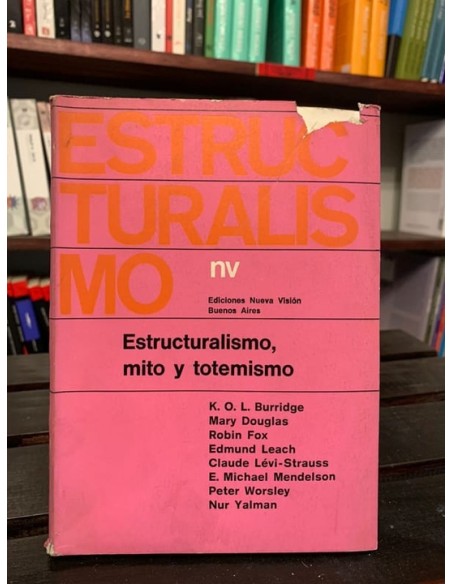 ESTRUC
TURALIS
MO
nv
Ediciones Nueva Visión
Buenos Aires
Estructuralismo,
mito y totemismo
K. O. L. Burridge
Mary Douglas
Robin Fox
Edmund Leach
Claude Lévi-Strauss
E. Michael Mendelson
Peter Worsley
Nur Yalman